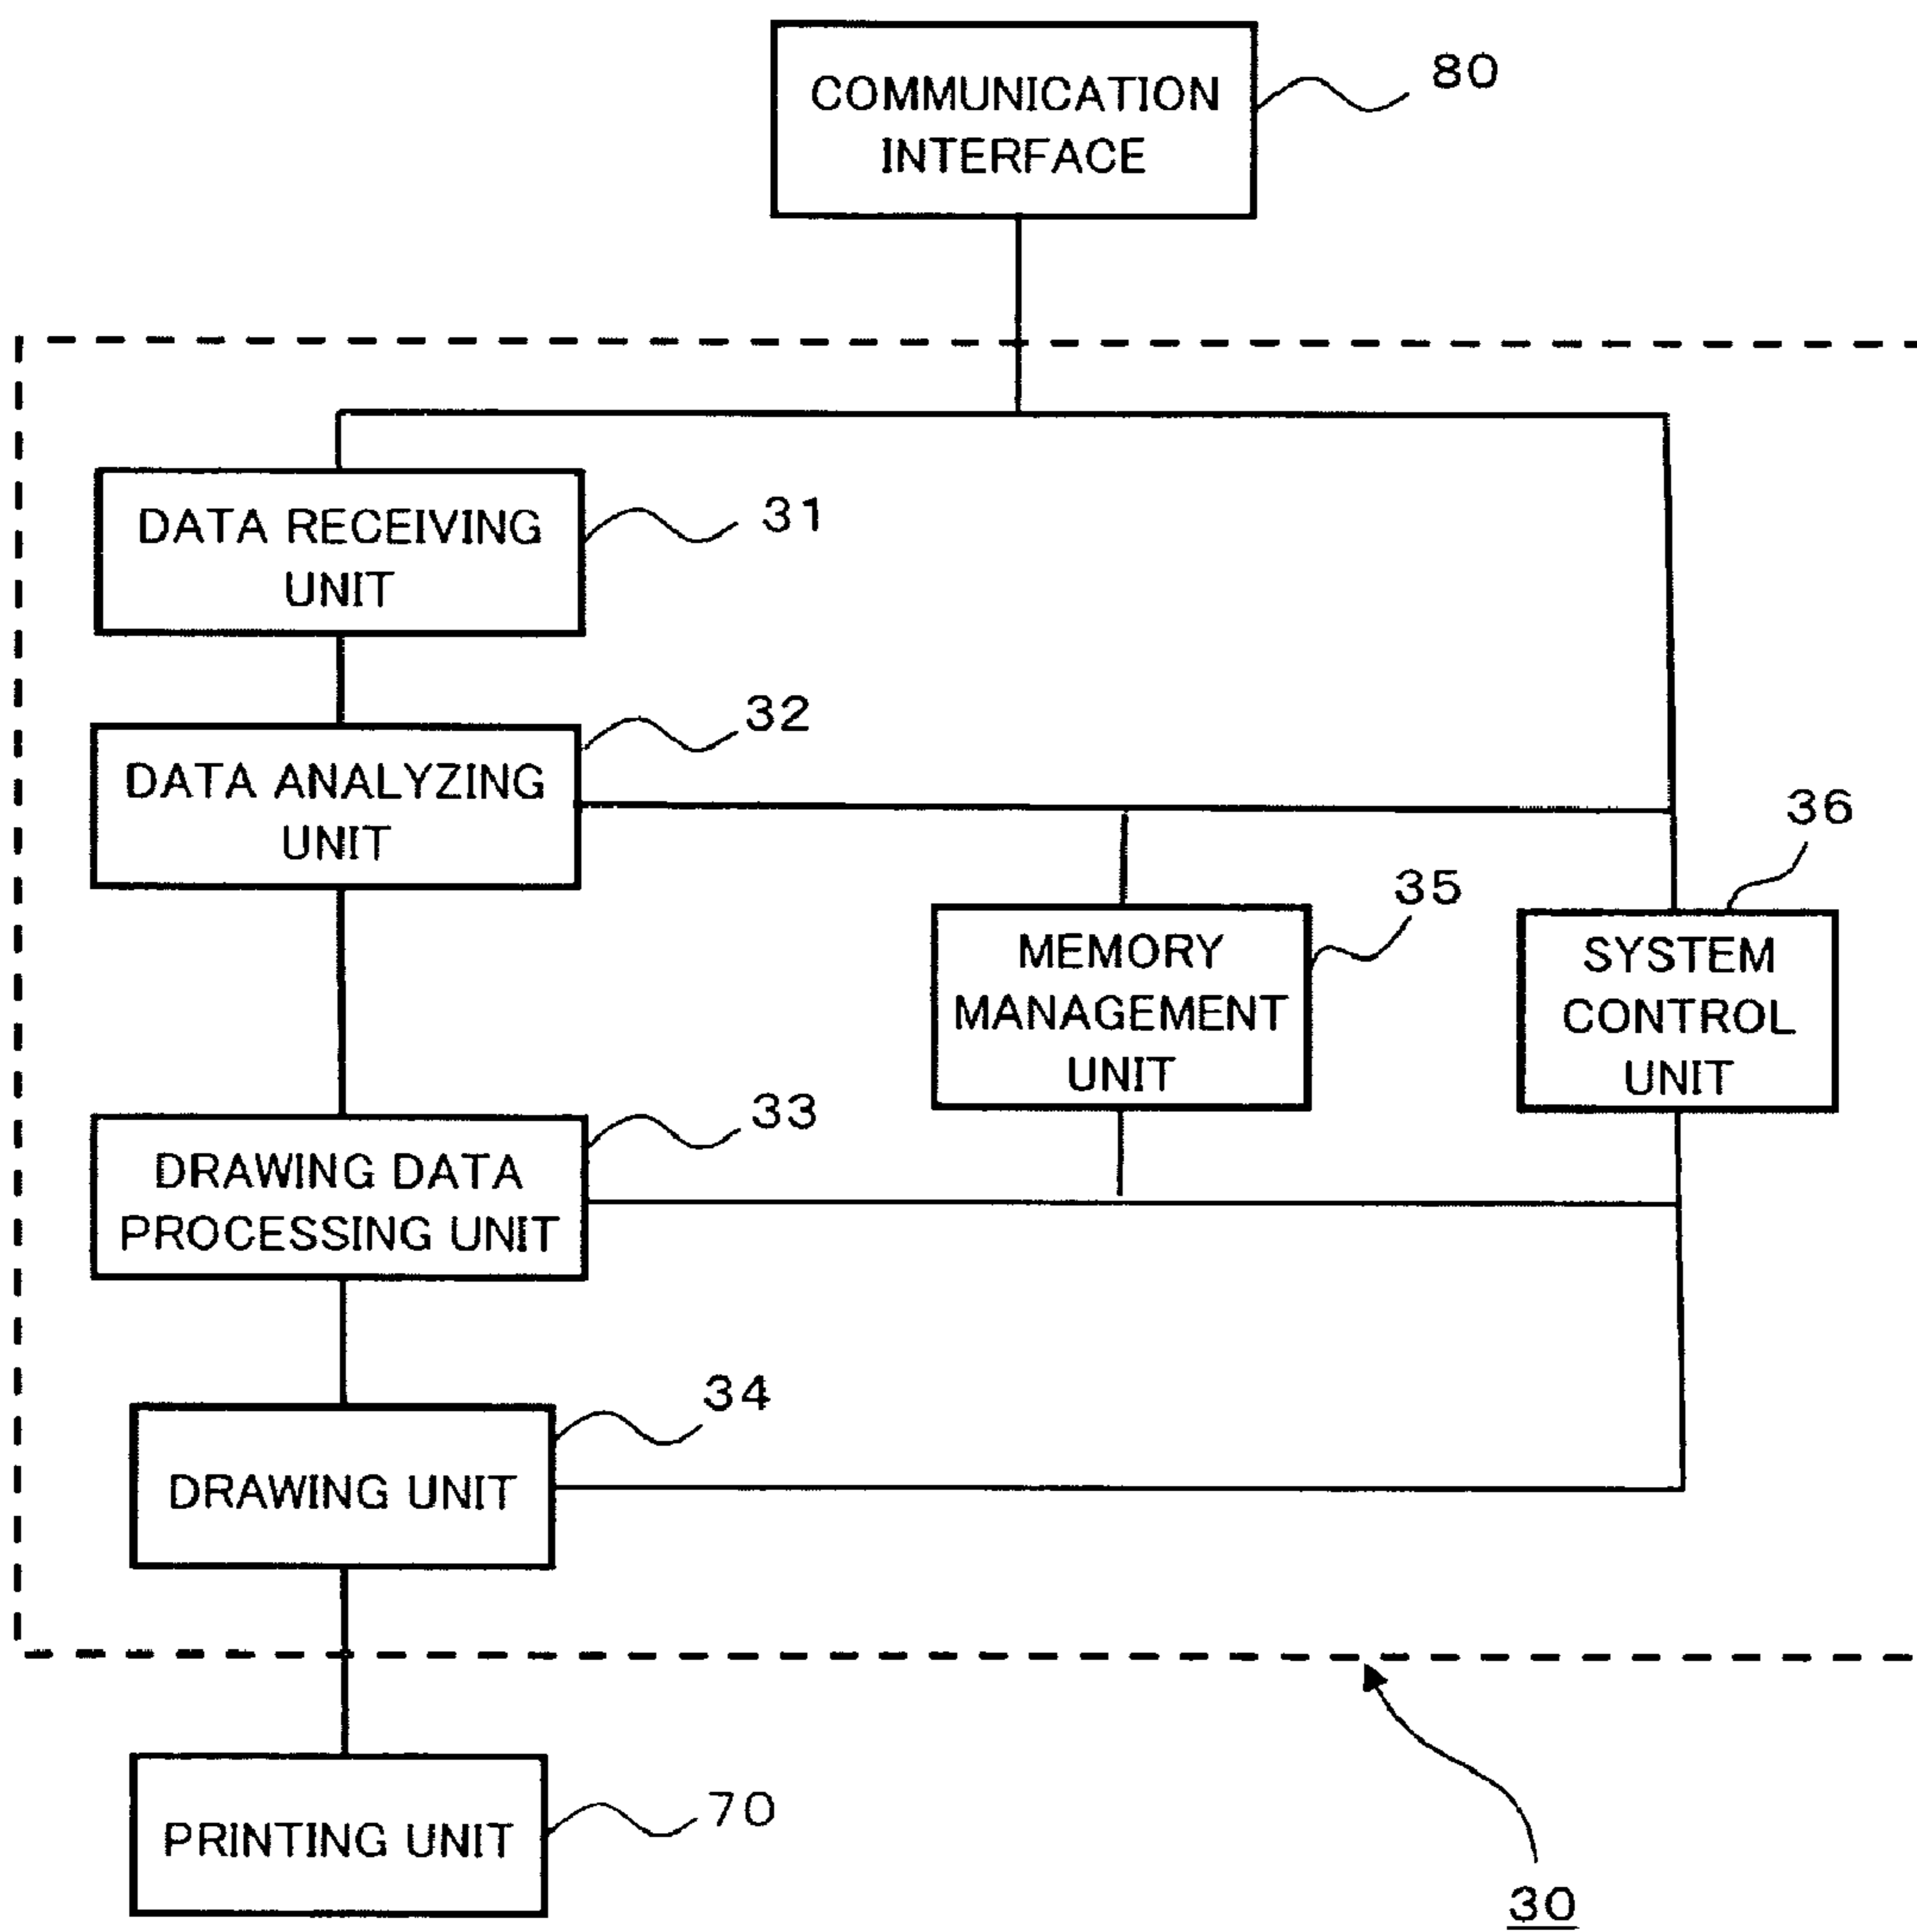 COMMUNICATION
INTERFACE
80
DATA RECEIVING
UNIT
31
DATA ANALYZING
UNIT
32
MEMORY
MANAGEMENT
UNIT
35
SYSTEM
CONTROL
UNIT
36
DRAWING DATA
PROCESSING UNIT
33
DRAWING UNIT
34
PRINTING UNIT
70
30